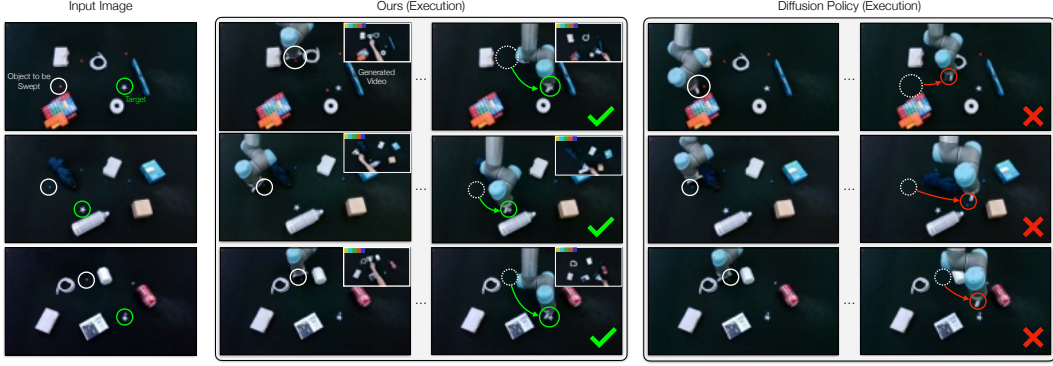 Input Image
Ours (Execution)
Diffusion Policy (Execution)
Object to be
Swept
Target
Generated
Video
...
...
...
...
...
...